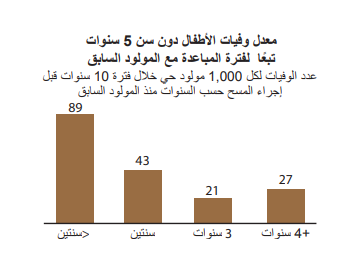 معدل وفيات الأطفال دون سن 5 سنوات
تبعًا لفترة المباعدة مع المولود السابق
عدد الوفيات لكل 1,000 مولود حي خلال فترة 10 سنوات قبل
إجراء المسح حسب السنوات منذ المولود السابق
89
43
21
27
<سنتين
سنتين
3 سنوات
+4 سنوات